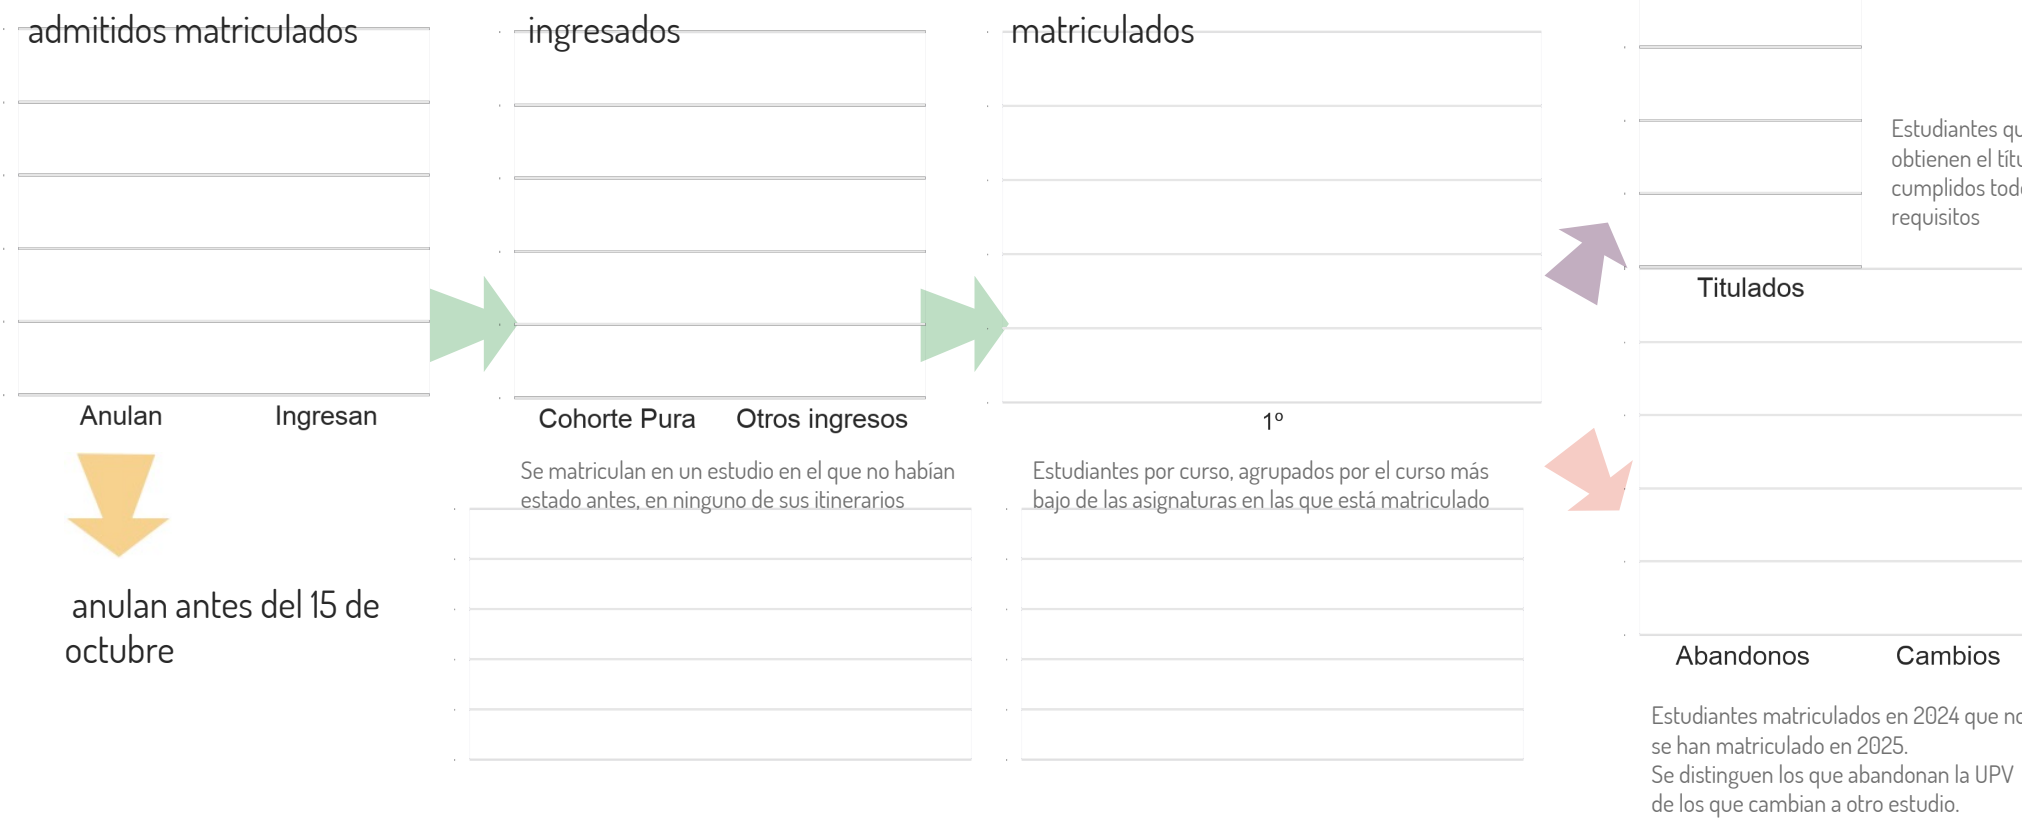 admitidos matriculados
Anulan Ingresan
anulan antes del 15 de
octubre
ingresados
Cohorte Pura Otros ingresos
Se matriculan en un estudio en el que no habían
estado antes, en ninguno de sus itinerarios
matriculados
1º
Estudiantes por curso, agrupados por el curso más
bajo de las asignaturas en las que está matriculado
Titulados
Estudiantes
obtienen el
cumplidos
requisitos
Abandonos Cambios
Estudiantes matriculados en 2024 que no
se han matriculado en 2025.
Se distinguen los que abandonan la UPV
de los que cambian a otro estudio.